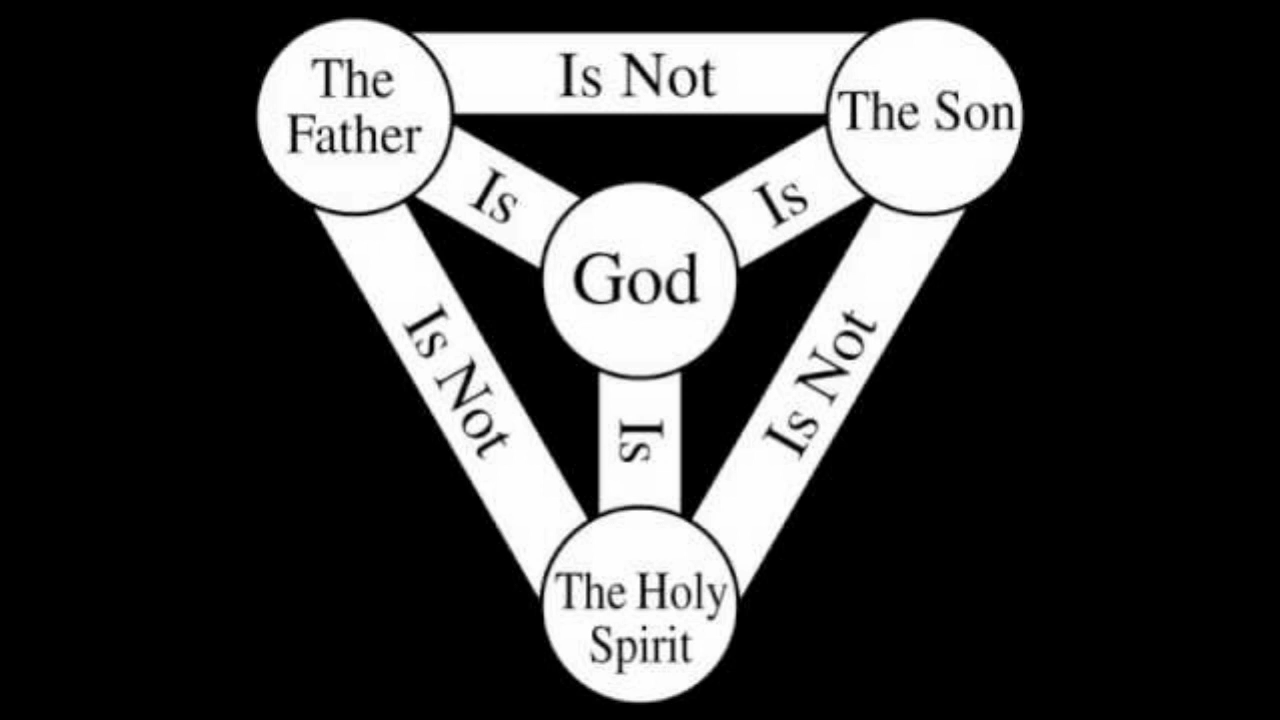 The
Father
Is Not
The Son
Is
Is
God
Is Not
Is Not
Is
The Holy
Spirit